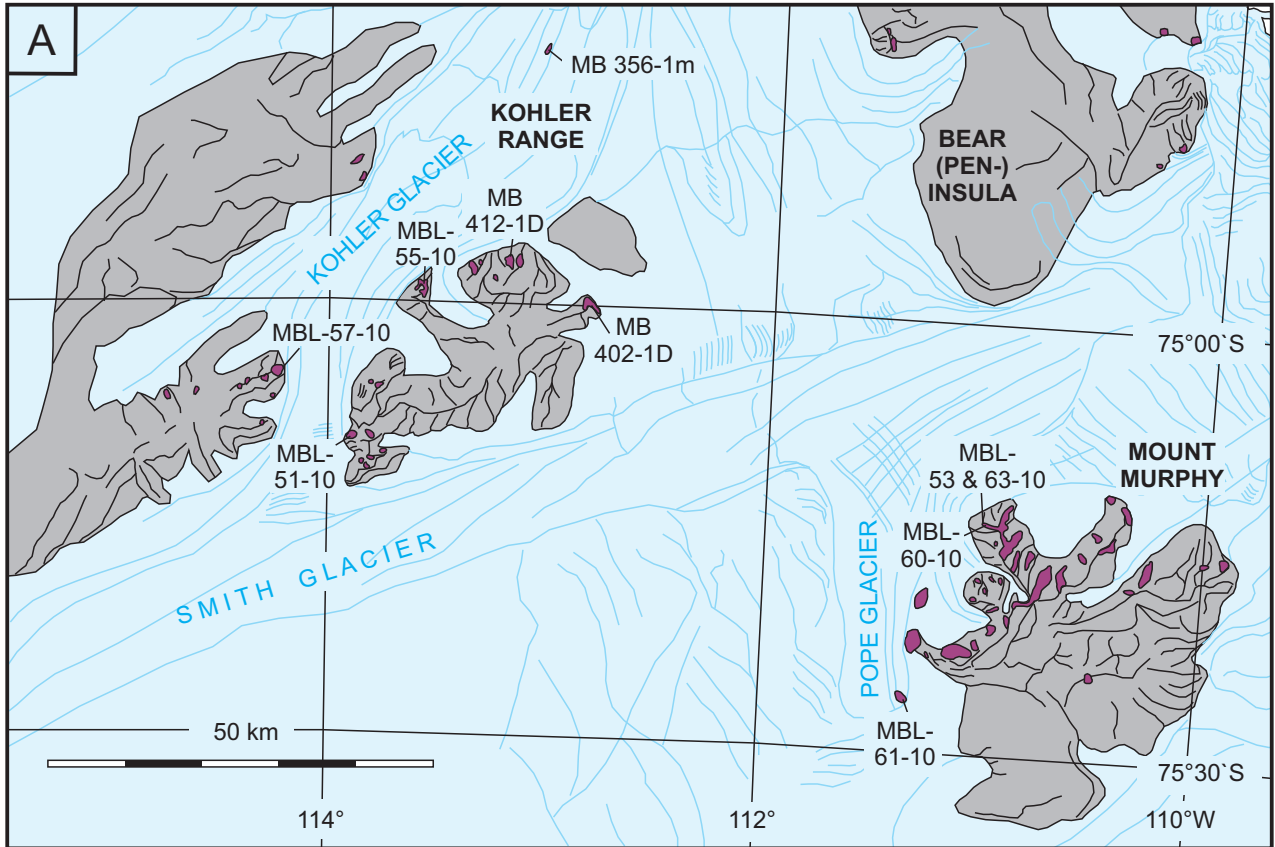 A
MB 356-1m
KOHLER
RANGE
BEAR
(PEN-)
INSULA
KOHLER GLACIER
MB
412-1D
MBL-
55-10
MBL-57-10
MB
402-1D
75°00`S
MBL-
51-10
MBL-
53 & 63-10
MOUNT
MURPHY
MBL-
60-10
SMITH GLACIER
POPE GLACIER
MBL-
61-10
50 km
75°30`S
114°
112°
110°W